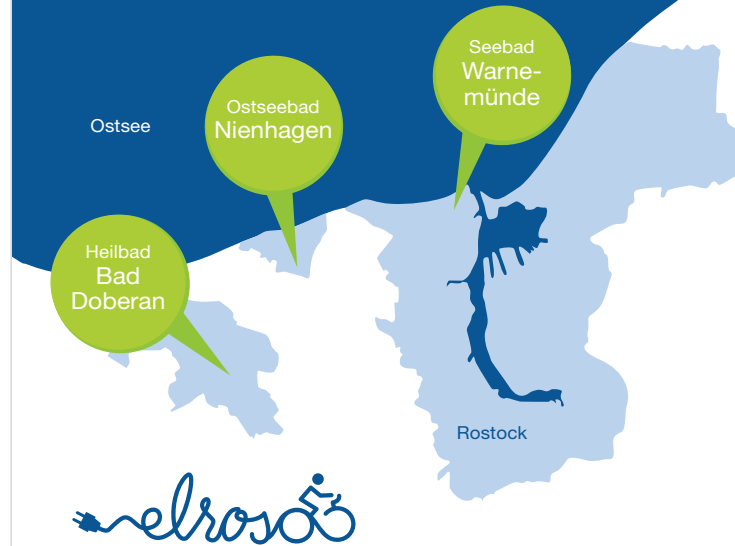 Seebad
Warne-
münde
Ostseebad
Nienhagen
Ostsee
Heilbad
Bad
Doberan
Rostock
elros